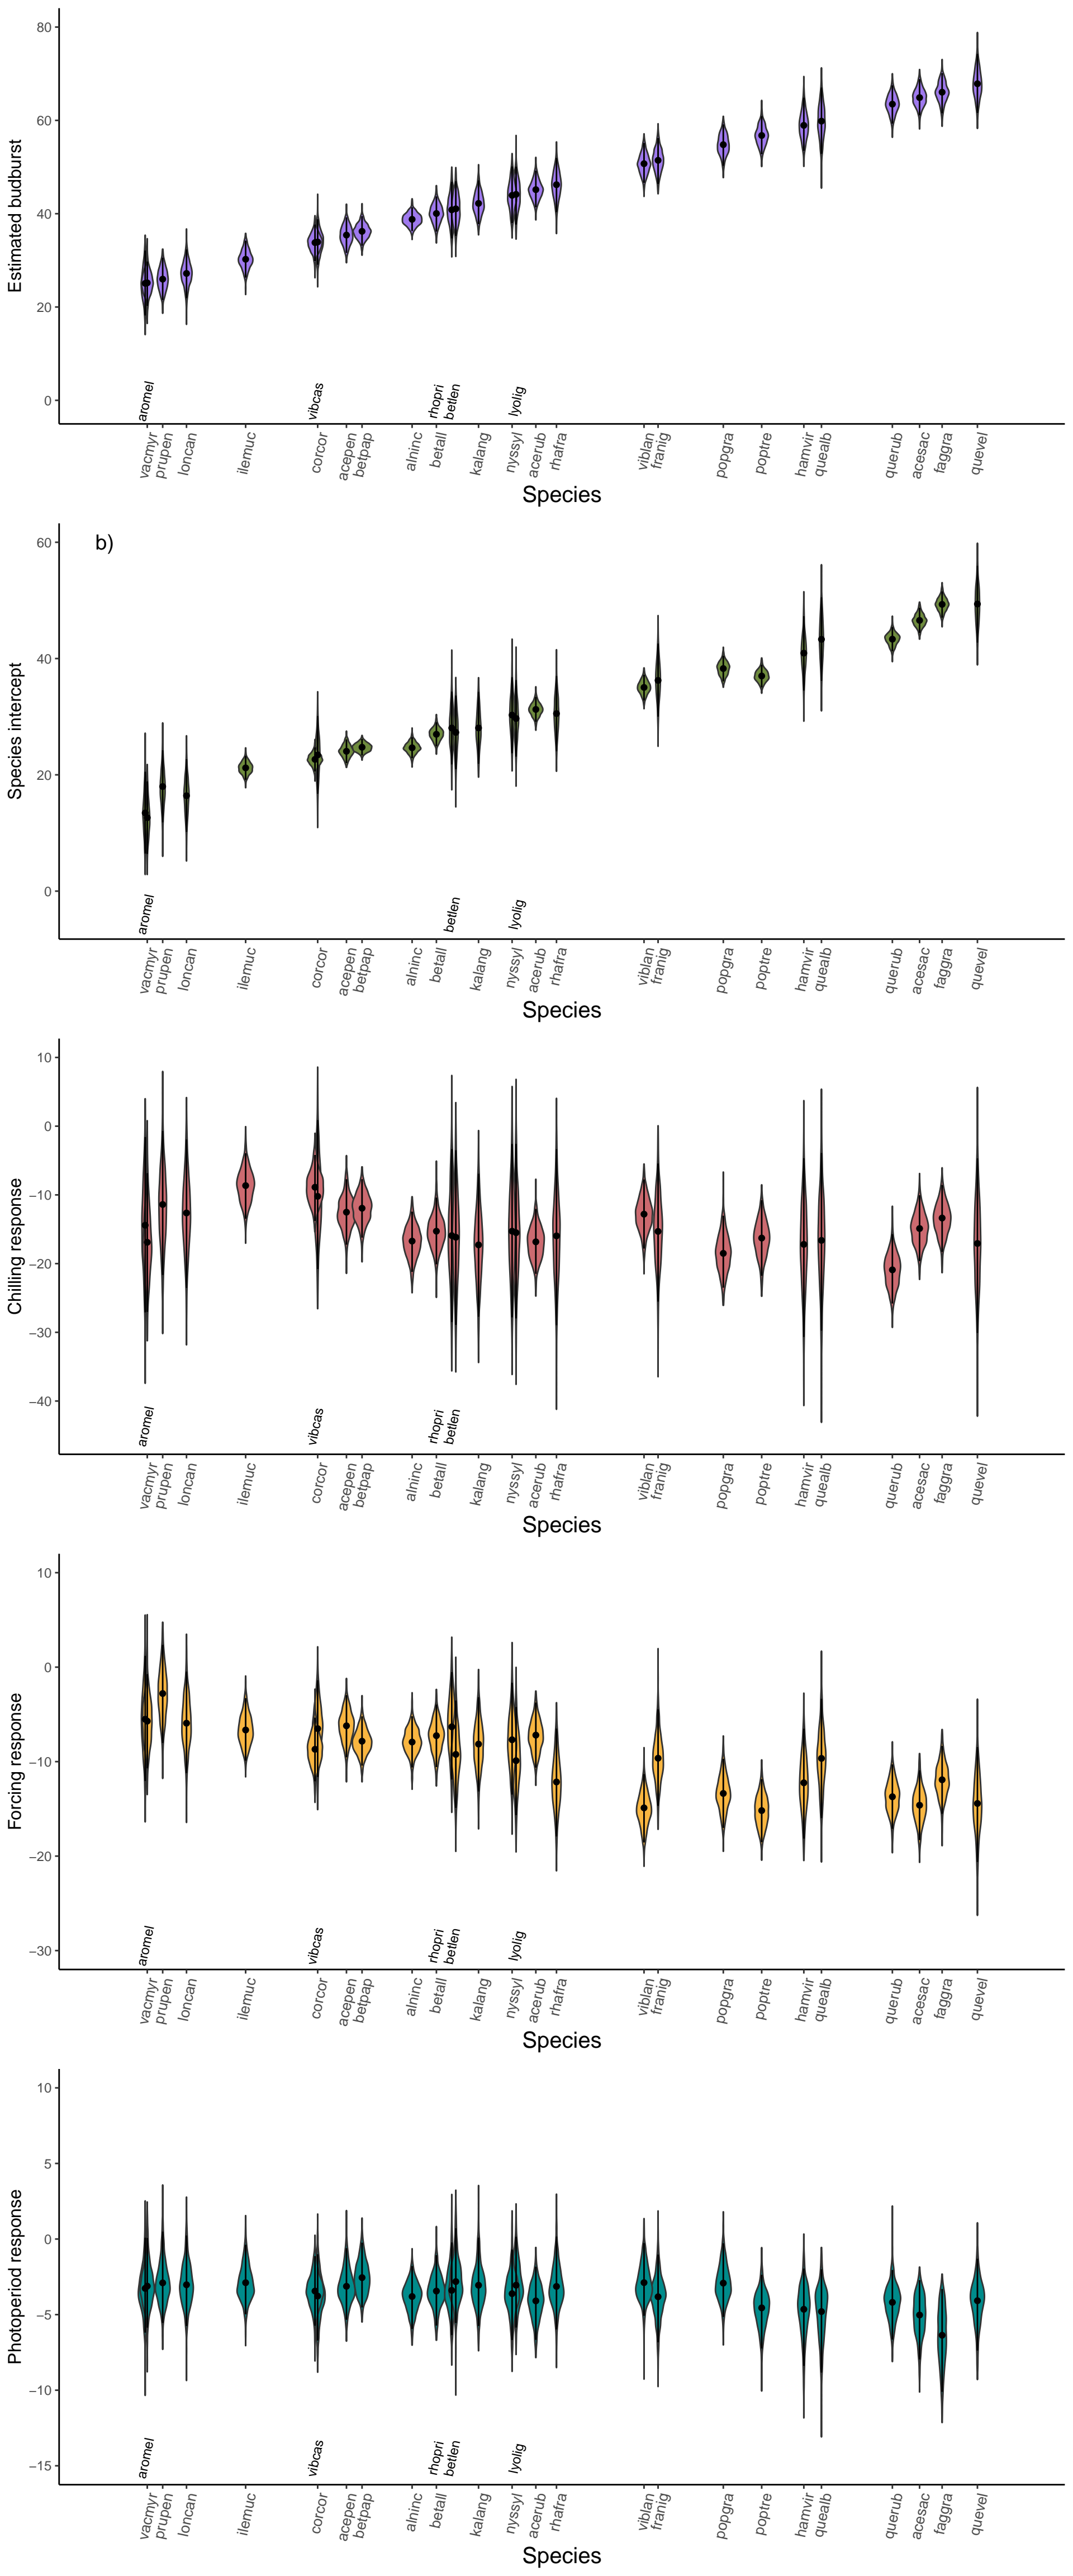 80
60
40
20
0
Estimated budburst
aromel
vibcas
rhopri
betlen
lyolig
vacmyr
prupen
loncan
ilemuc
corcor
acepen
betpap
alninc
betall
kalang
nyssyl
acerub
rhafra
viblan
franig
popgra
poptre
hamvir
quealb
querub
acesac
faggra
quevel
Species
b)
60
40
20
0
Species intercept
aromel
betlen
lyolig
vacmyr
prupen
loncan
ilemuc
corcor
acepen
betpap
alninc
betall
kalang
nyssyl
acerub
rhafra
viblan
franig
popgra
poptre
hamvir
quealb
querub
acesac
faggra
quevel
Species
10
0
−10
−20
−30
−40
Chilling response
aromel
vibcas
rhopri
betlen
vacmyr
prupen
loncan
ilemuc
corcor
acepen
betpap
alninc
betall
kalang
nyssyl
acerub
rhafra
viblan
franig
popgra
poptre
hamvir
quealb
querub
acesac
faggra
quevel
Species
10
0
−10
−20
−30
Forcing response
aromel
vibcas
rhopri
betlen
lyolig
vacmyr
prupen
loncan
ilemuc
corcor
acepen
betpap
alninc
betall
kalang
nyssyl
acerub
rhafra
viblan
franig
popgra
poptre
hamvir
quealb
querub
acesac
faggra
quevel
Species
10
5
0
−5
−10
−15
Photoperiod response
aromel
vibcas
rhopri
betlen
lyolig
vacmyr
prupen
loncan
ilemuc
corcor
acepen
betpap
alninc
betall
kalang
nyssyl
acerub
rhafra
viblan
franig
popgra
poptre
hamvir
quealb
querub
acesac
faggra
quevel
Species